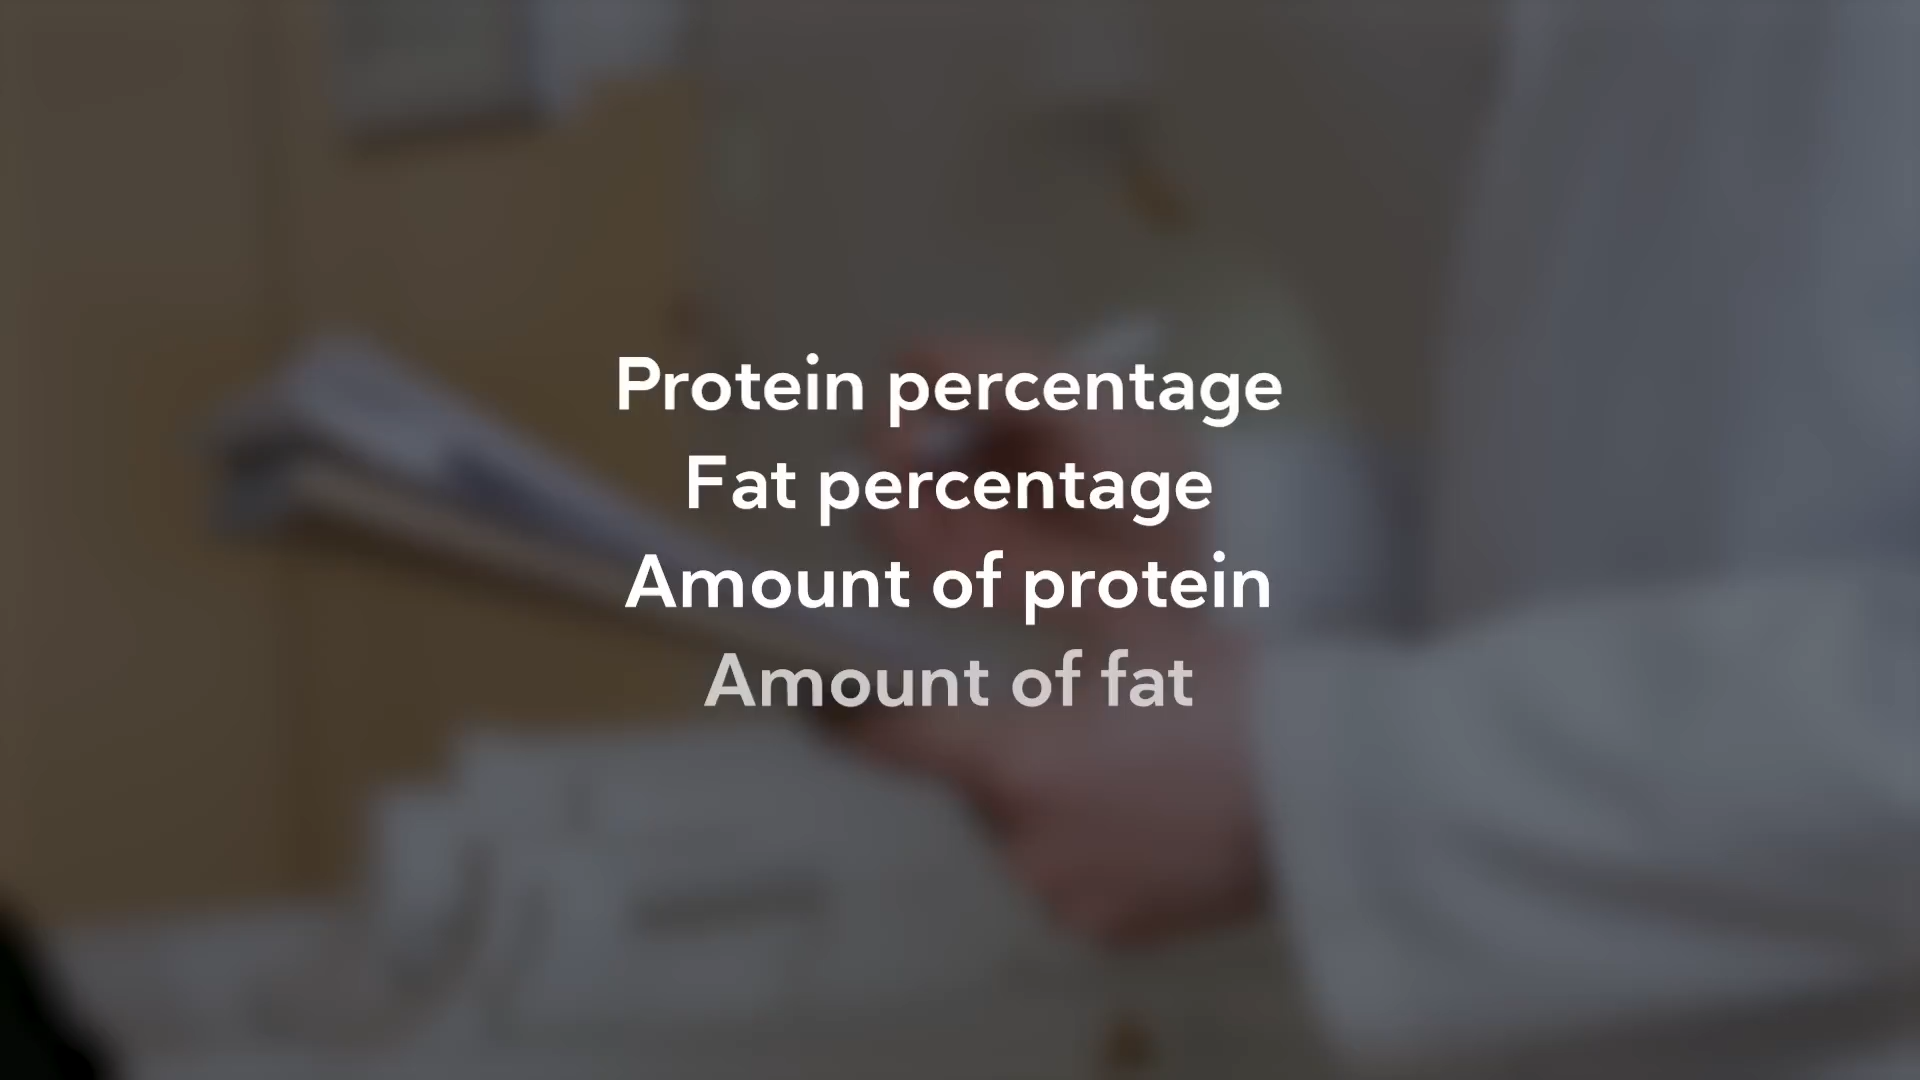 Protein percentage
Fat percentage
Amount of protein
Amount of fat